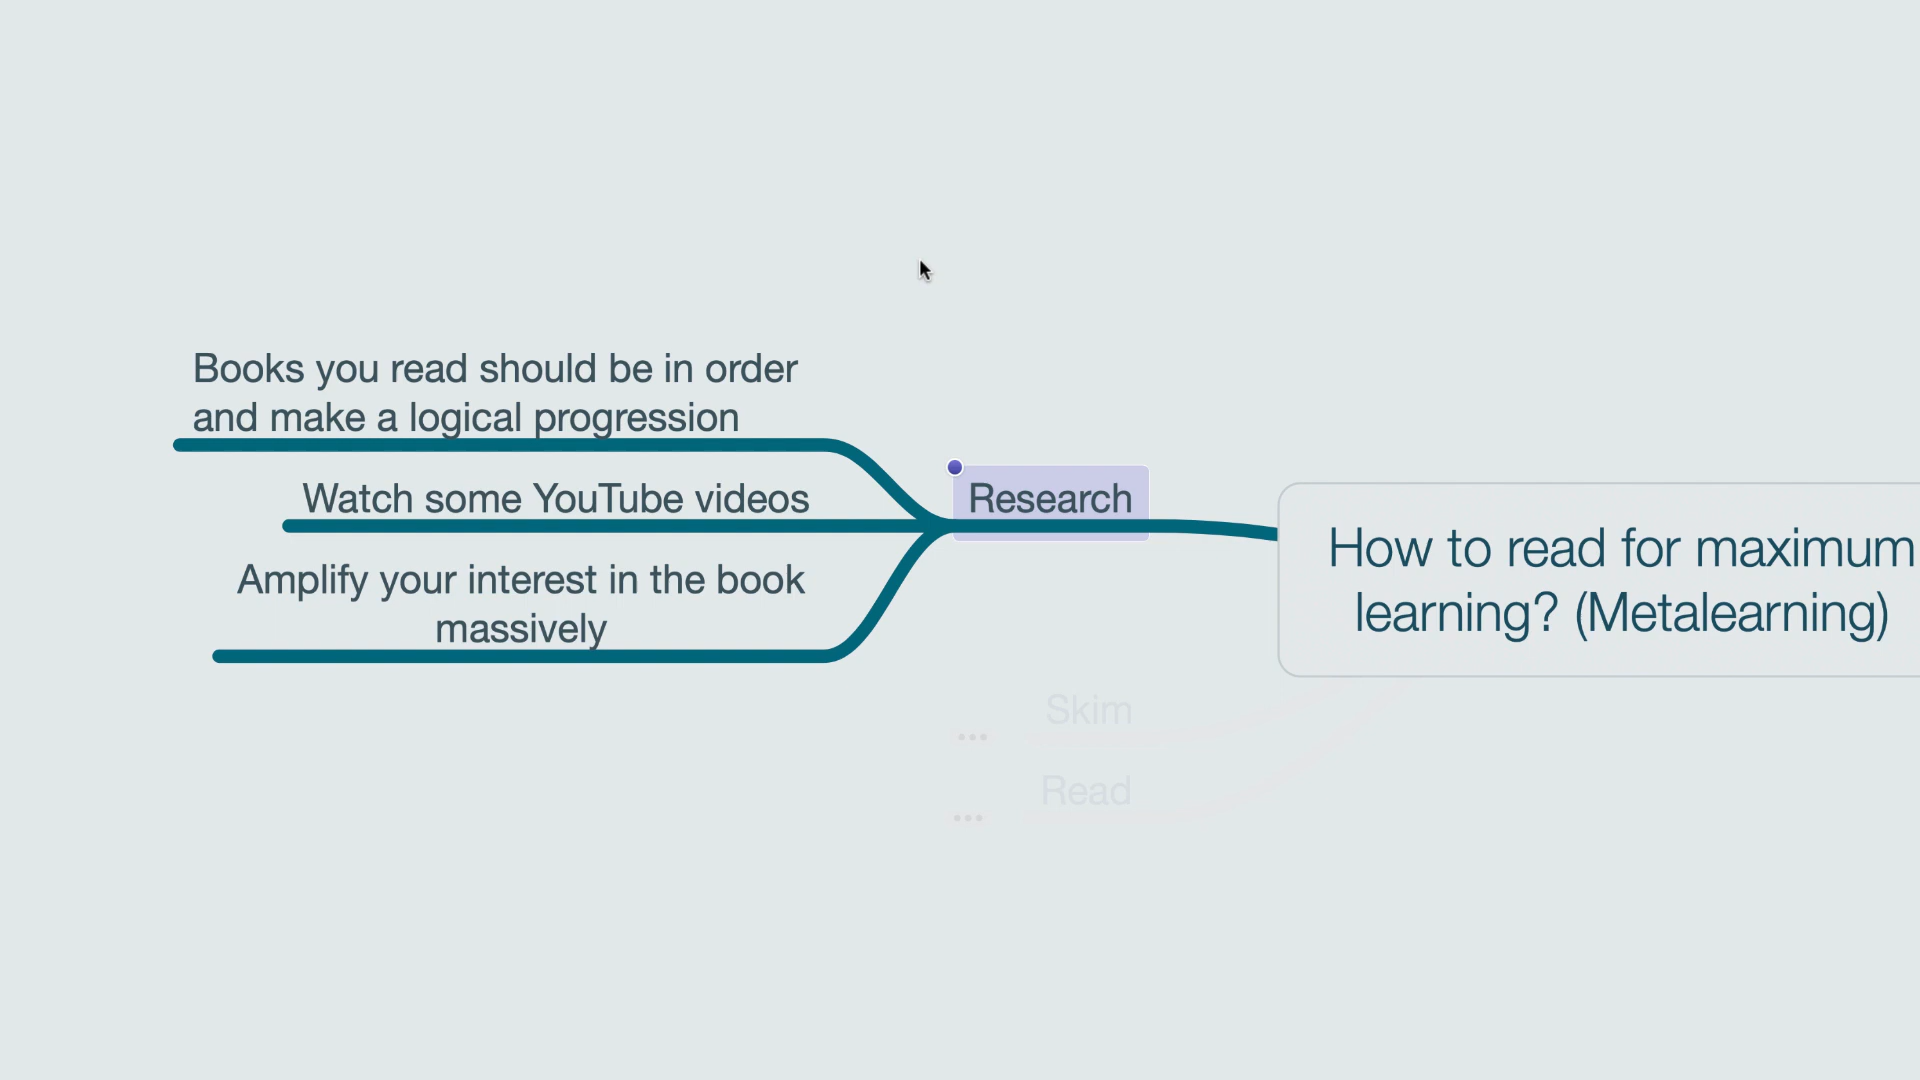 Books you read should be in order
and make a logical progression
Watch some YouTube videos
Amplify your interest in the book
massively
Research
How to read for maximum
learning? (Metalearning)
Skim
Read